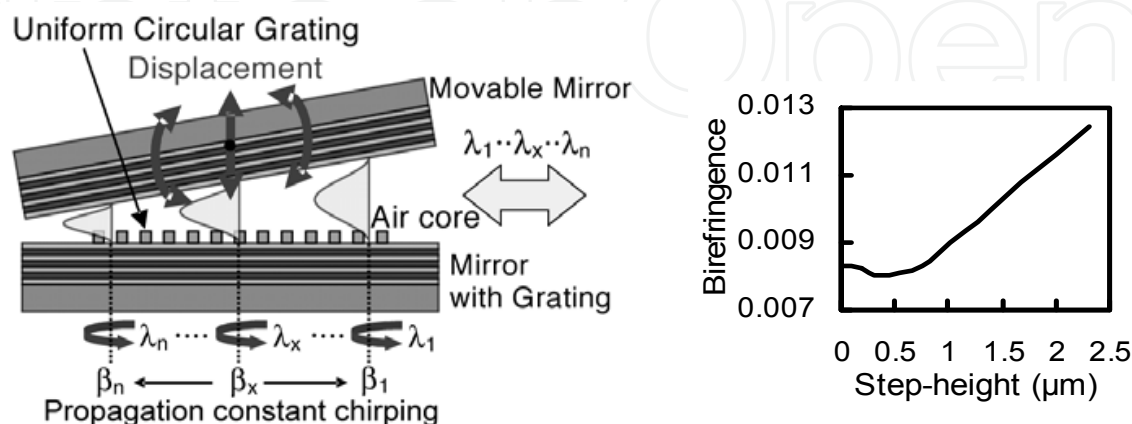 Open
Uniform Circular Grating
Displacement
Movable Mirror
λ1··λx··λn
Air core
Mirror
with Grating
λn ···· λx ···· λ1
βn βx β1
Propagation constant chirping
Birefringence
0.013
0.011
0.009
0.007
0 0.5 1 1.5 2 2.5
Step-height (µm)